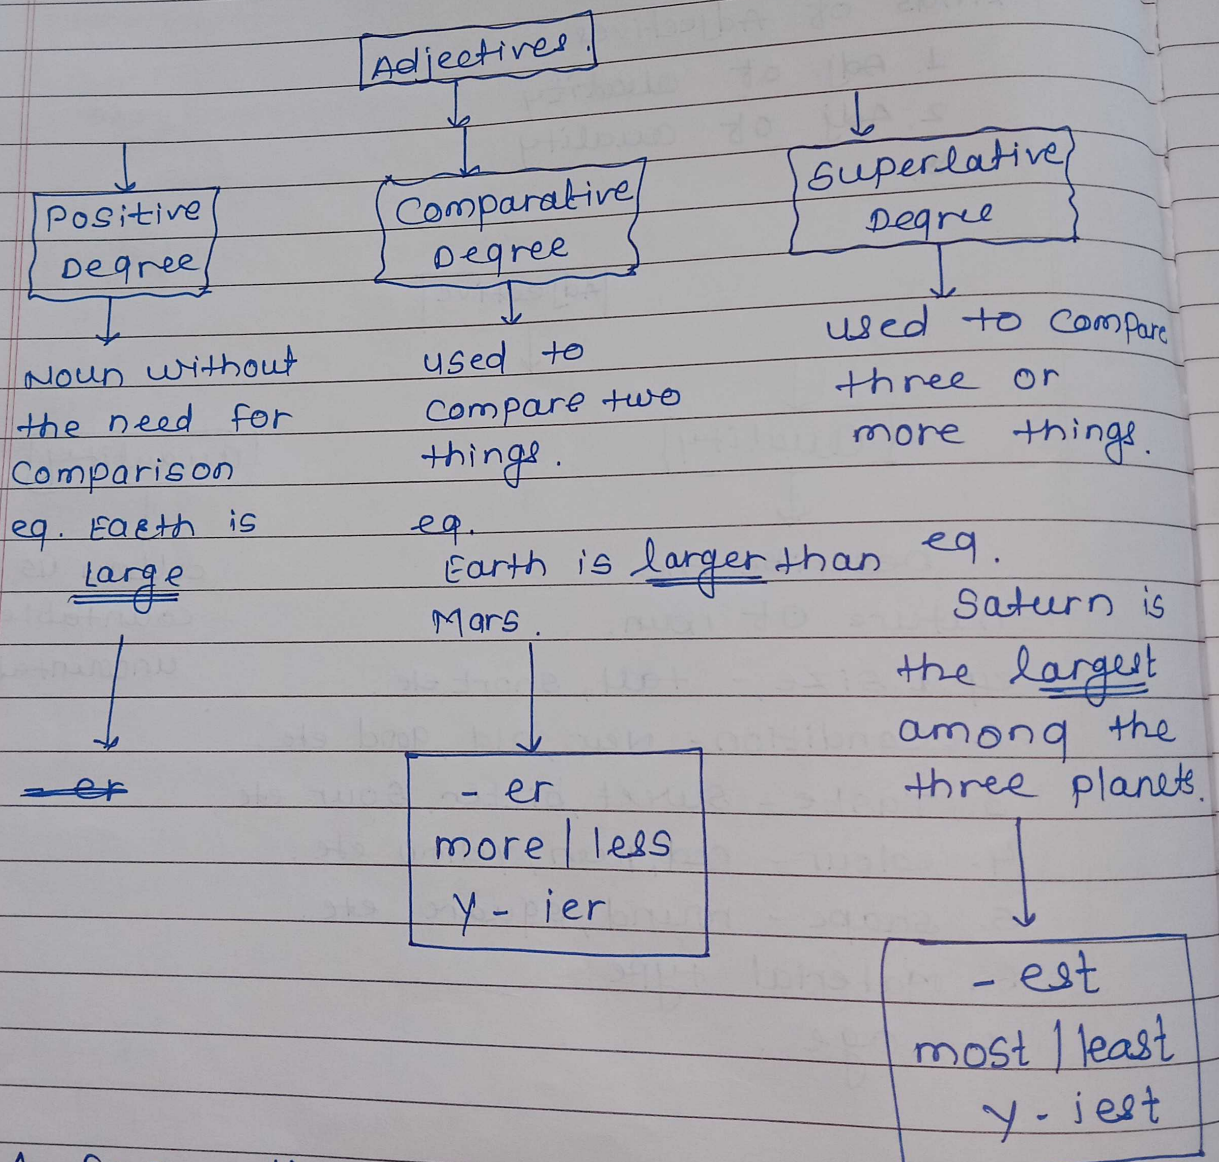 Adjectives.
Positive
Degree
Noun without
the need for
comparison
eg. Earth is
Large
- er
Comparative
Degree
used to
compare two
things.
eg.
Earth is larger than
Mars.
- er
more | less
y - ier
Superlative
Degree
used to compare
three or
more things.
eg.
Saturn is
the largest
among the
three planets.
- est
most | least
y - iest